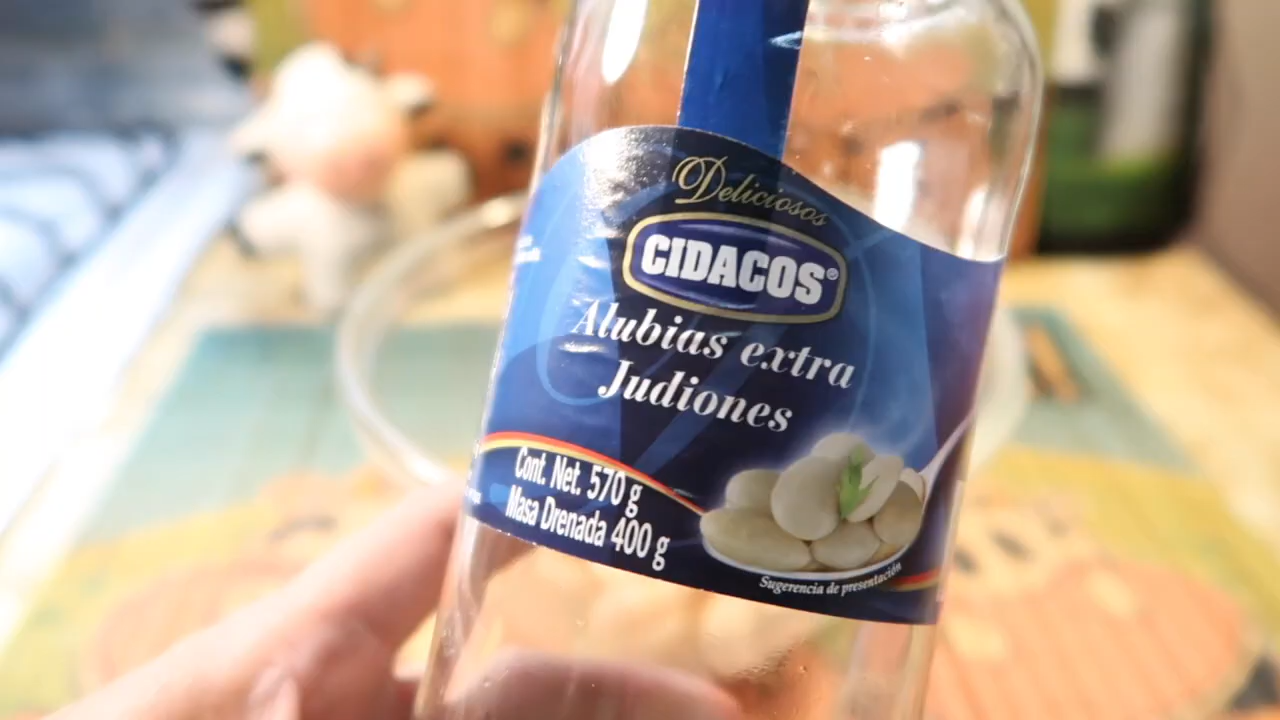 Deliciosos
CIDACOS®
Alubias extra
Judiones
Cont. Net. 570 g
Masa Drenada 400 g
Sugerencia de presentación